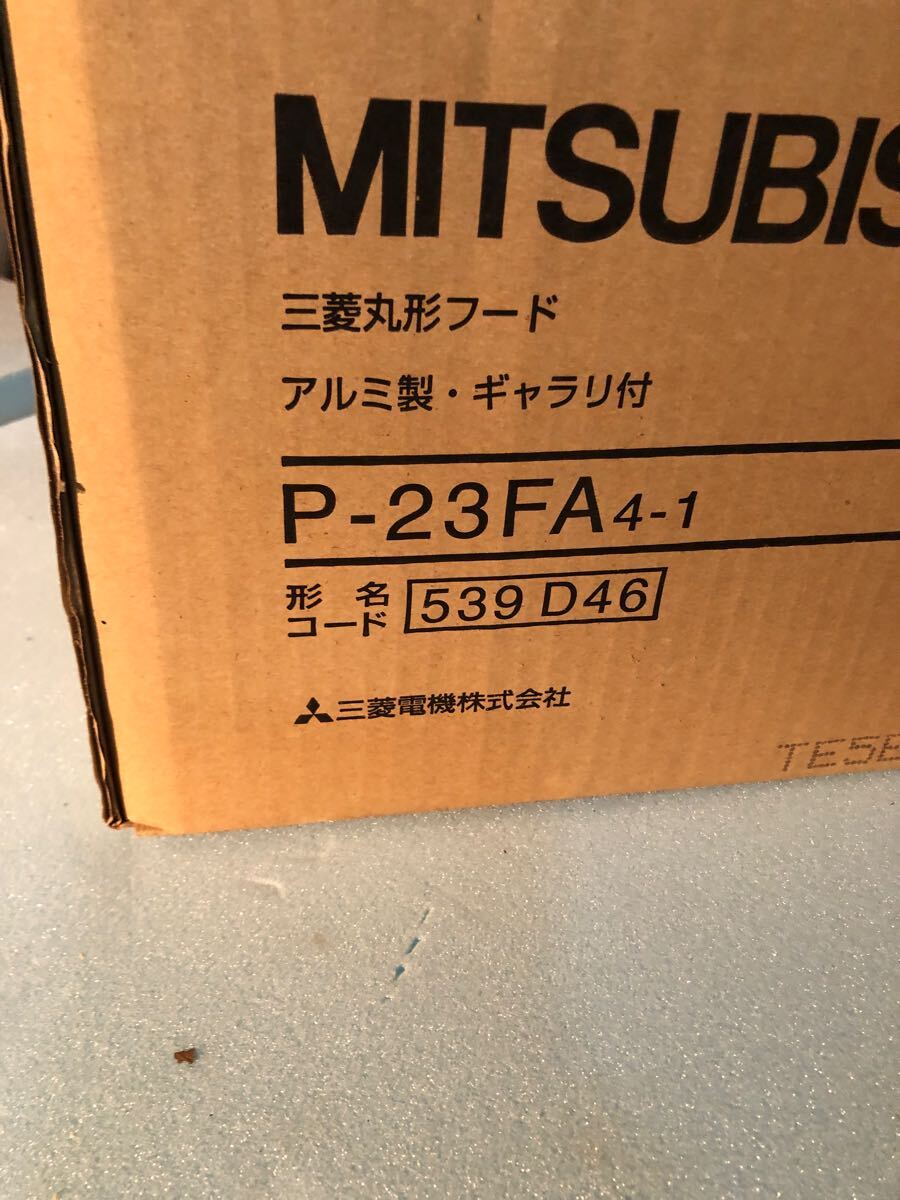 MITSUBIS
三菱丸形フード
アルミ製・ギャラリ付
P-23FA4-1
形名
コード 539 D46
三菱電機株式会社
TE5E